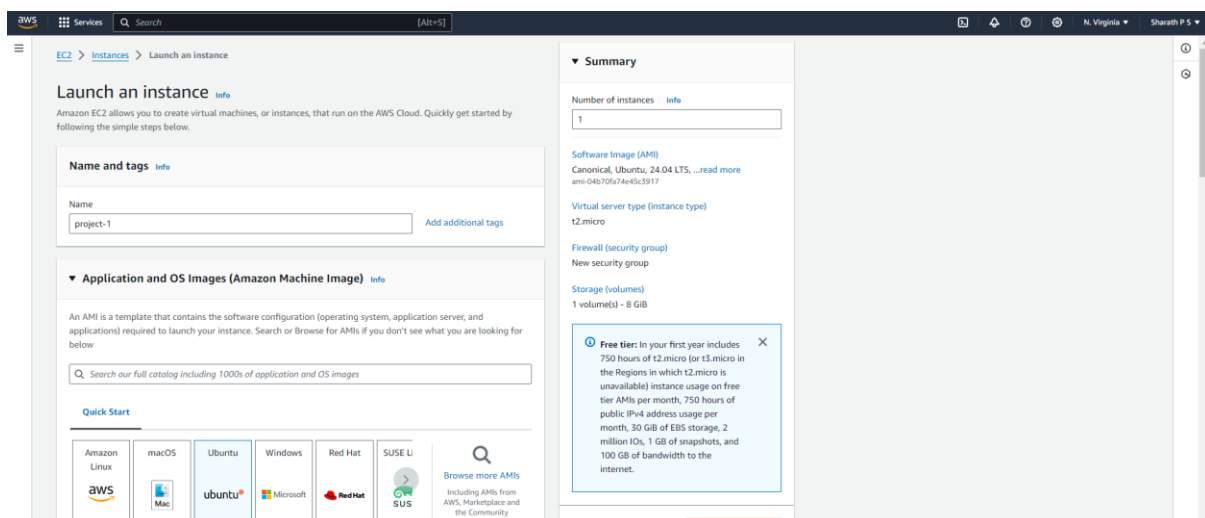 aws
Services
Search
[Alt+S]
N. Virginia ▼
Sharath P S ▼
EC2 > Instances > Launch an instance
Launch an instance Info
Amazon EC2 allows you to create virtual machines, or instances, that run on the AWS Cloud. Quickly get started by
following the simple steps below.
Name and tags Info
Name
project-1
Add additional tags
▼ Application and OS Images (Amazon Machine Image) Info
An AMI is a template that contains the software configuration (operating system, application server, and
applications) required to launch your instance. Search or Browse for AMIs if you don't see what you are looking for
below
Search our full catalog including 1000s of application and OS images
Quick Start
Amazon
Linux
aws
macOS
Mac
Ubuntu
ubuntu
Windows
Microsoft
Red Hat
Red Hat
SUSE Li
SUS
Browse more AMIs
Including AMIs from
AWS, Marketplace and
the Community
▼ Summary
Number of instances Info
1
Software Image (AMI)
Canonical, Ubuntu, 24.04 LTS, ...read more
ami-04b70fa74e45c3917
Virtual server type (instance type)
t2.micro
Firewall (security group)
New security group
Storage (volumes)
1 volume(s) - 8 GiB
Free tier: In your first year includes
750 hours of t2.micro (or t3.micro in
the Regions in which t2.micro is
unavailable) instance usage on free
tier AMIs per month, 750 hours of
public IPv4 address usage per
month, 30 GiB of EBS storage, 2
million IOs, 1 GB of snapshots, and
100 GB of bandwidth to the
internet.